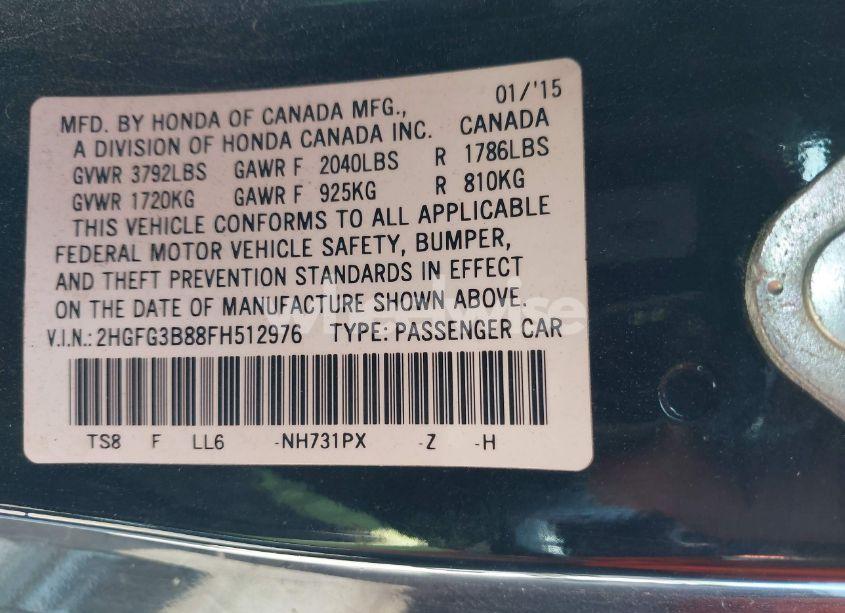 MFD. BY HONDA OF CANADA MFG., 01/'15
A DIVISION OF HONDA CANADA INC. CANADA
GVWR 3792LBS GAWR F 2040LBS R 1786LBS
GVWR 1720KG GAWR F 925KG R 810KG
THIS VEHICLE CONFORMS TO ALL APPLICABLE
FEDERAL MOTOR VEHICLE SAFETY, BUMPER,
AND THEFT PREVENTION STANDARDS IN EFFECT
ON THE DATE OF MANUFACTURE SHOWN ABOVE.
V.I.N.: 2HGFG3B88FH512976 TYPE: PASSENGER CAR
TS8 F LL6 -NH731PX -Z -H